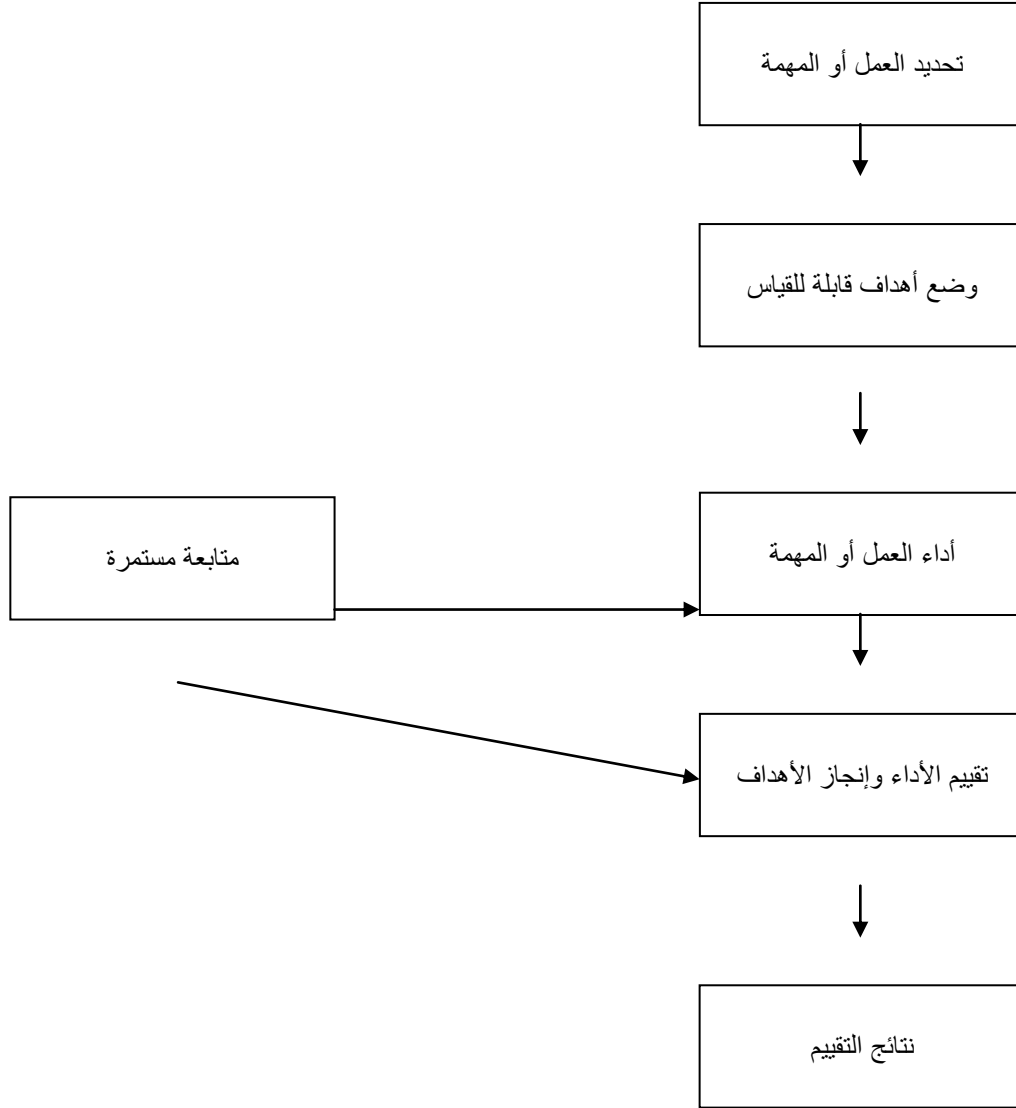 تحديد العمل أو المهمة
وضع أهداف قابلة للقياس
أداء العمل أو المهمة
متابعة مستمرة
تقييم الأداء وإنجاز الأهداف
نتائج التقييم